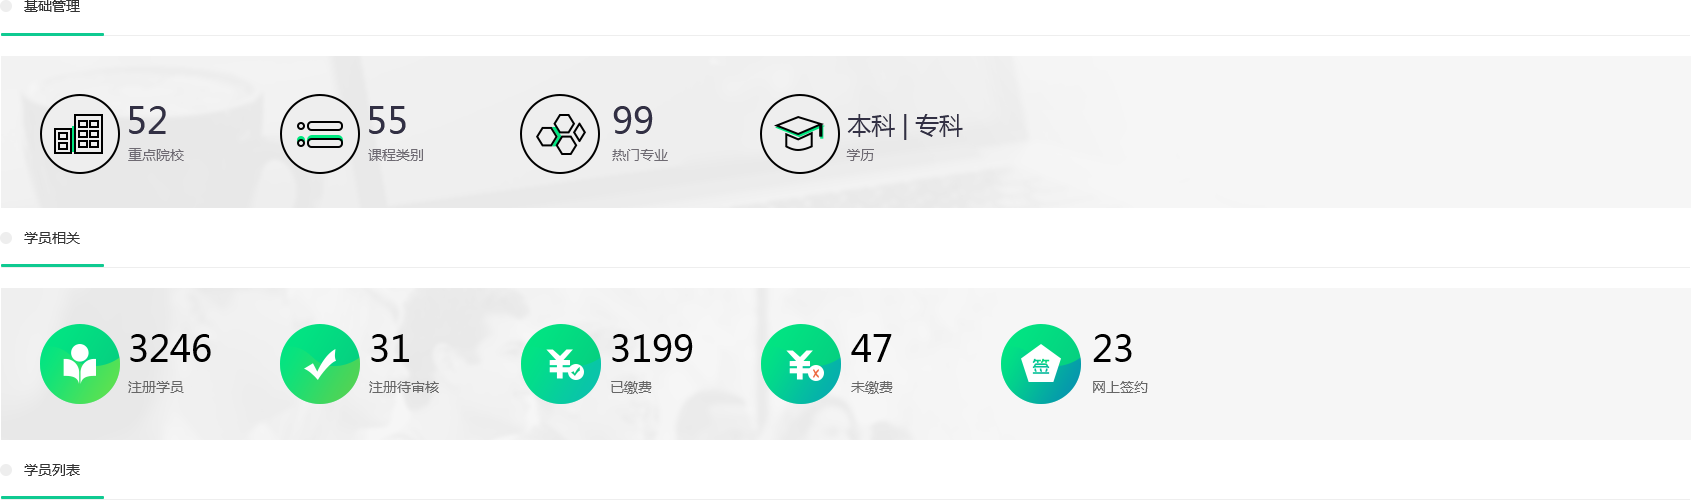 基础管理
52
重点院校
55
课程类别
99
热门专业
本科 | 专科
学历
学员相关
3246
注册学员
31
注册待审核
3199
已缴费
47
未缴费
签
23
网上签约
学员列表